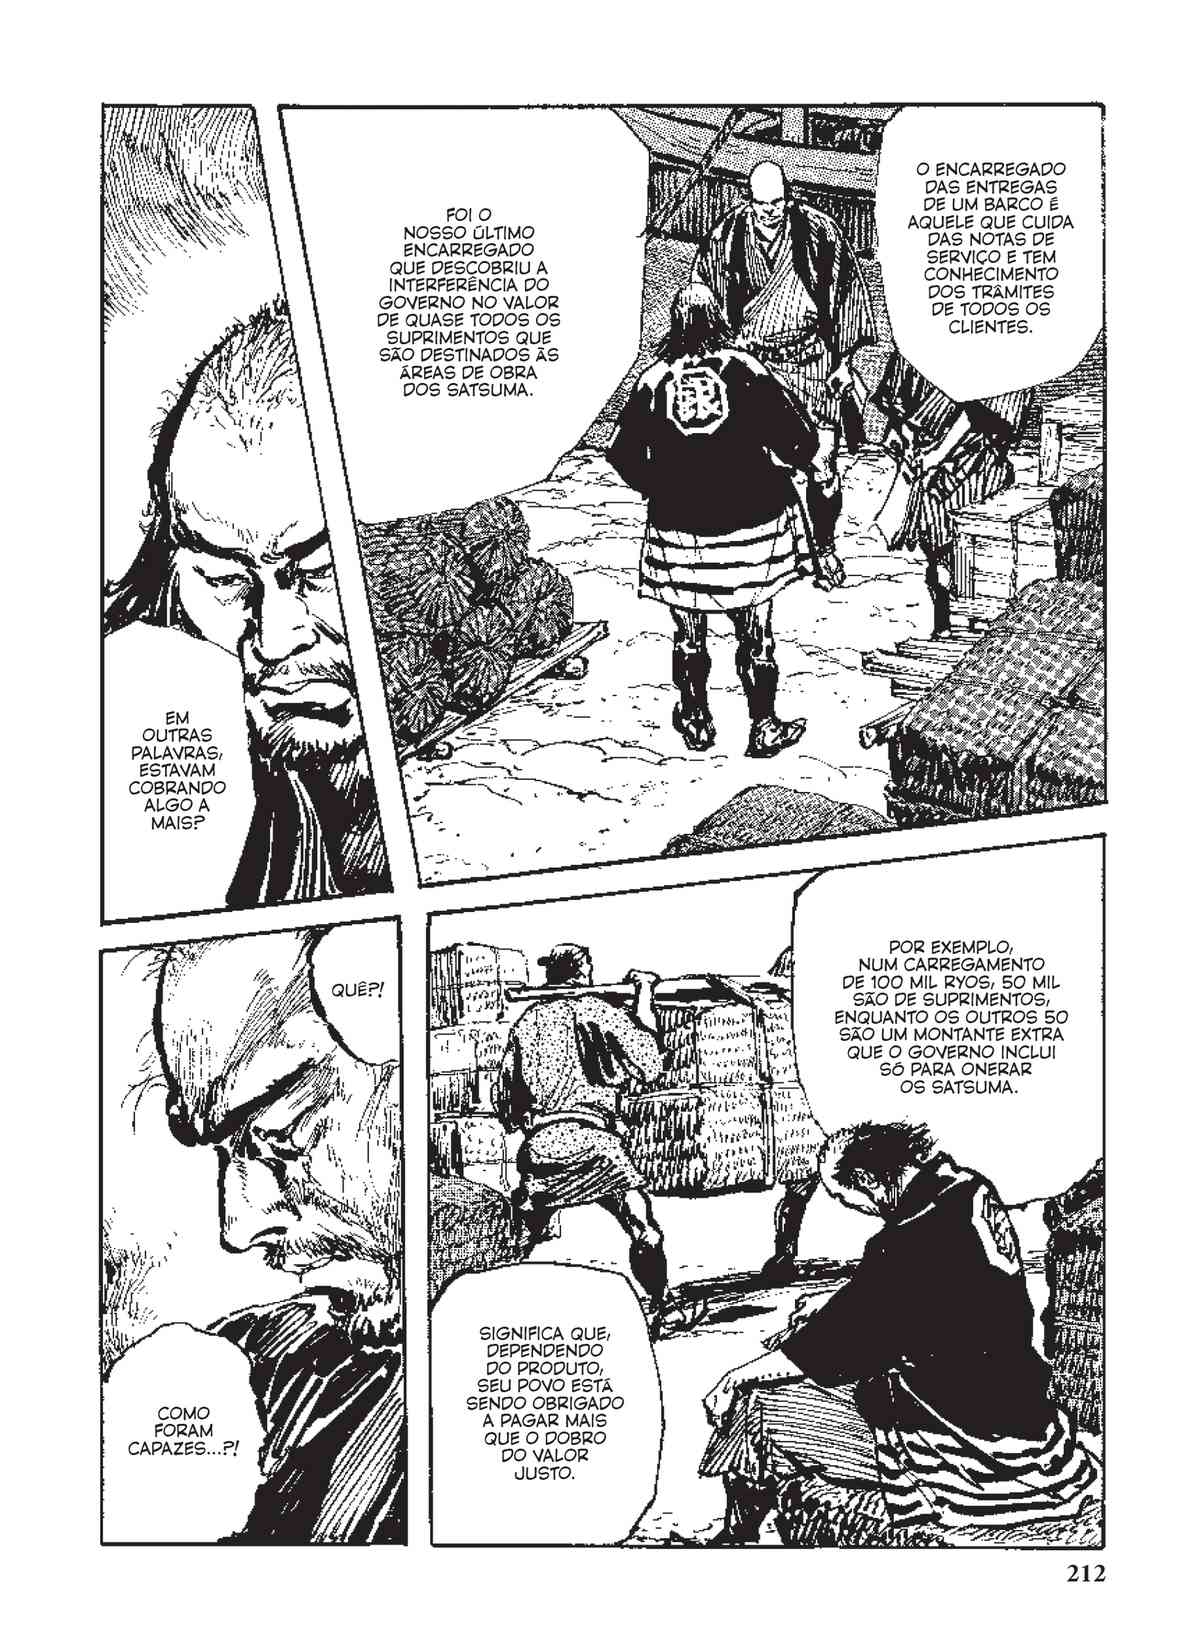 O ENCARREGADO
DAS ENTREGAS
DE UM BARCO É
AQUELE QUE CUIDA
DAS NOTAS DE
SERVIÇO E TEM
CONHECIMENTO
DOS TRÂMITES
DE TODOS OS
CLIENTES.
FOI O
NOSSO ÚLTIMO
ENCARREGADO
QUE DESCOBRIU A
INTERFERÊNCIA DO
GOVERNO NO VALOR
DE QUASE TODOS OS
SUPRIMENTOS QUE
SÃO DESTINADOS ÀS
ÁREAS DE OBRA
DOS SATSUMA.
EM
OUTRAS
PALAVRAS,
ESTAVAM
COBRANDO
ALGO A
MAIS?
POR EXEMPLO,
NUM CARREGAMENTO
DE 100 MIL RYOS, 50 MIL
SÃO DE SUPRIMENTOS,
ENQUANTO OS OUTROS 50
SÃO UM MONTANTE EXTRA
QUE O GOVERNO INCLUI
SÓ PARA ONERAR
OS SATSUMA.
SIGNIFICA QUE,
DEPENDENDO
DO PRODUTO,
SEU POVO ESTÁ
SENDO OBRIGADO
A PAGAR MAIS
QUE O DOBRO
DO VALOR
JUSTO.
QUÊ?!
COMO
FORAM
CAPAZES...?!
212